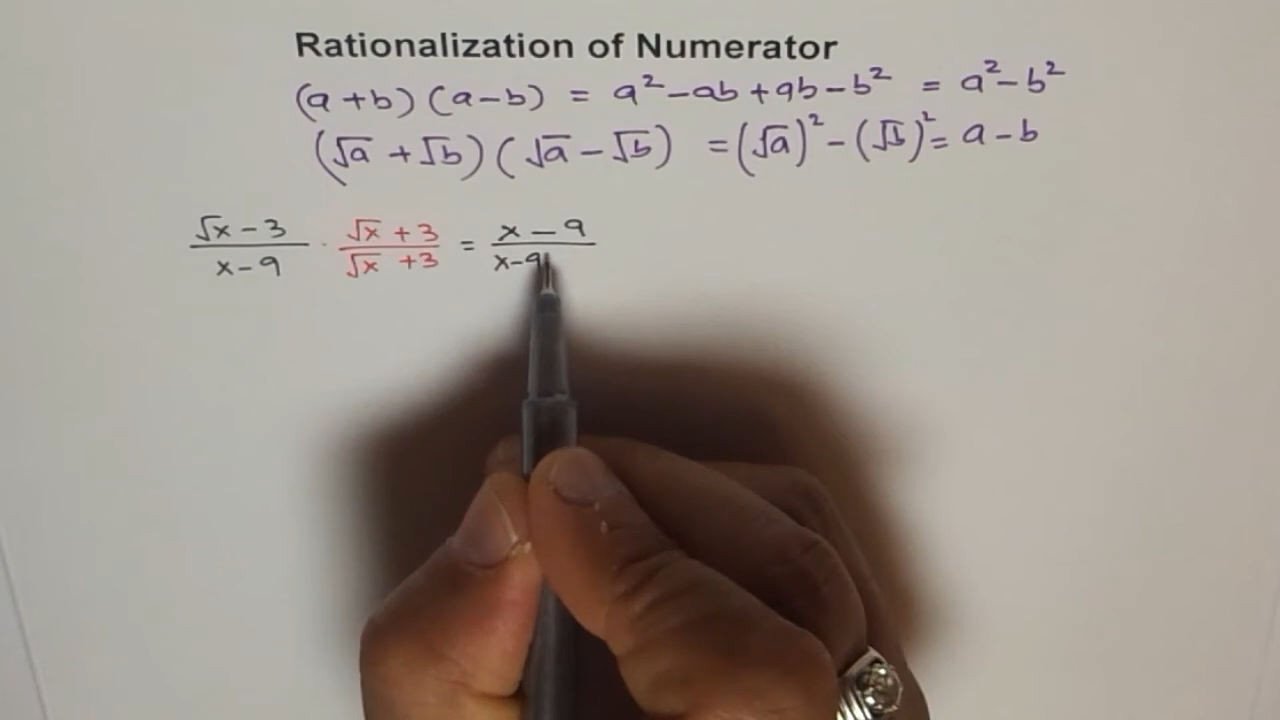 Rationalization of Numerator
(a+b)(a-b) = a² - ab + ab - b² = a² - b²
(√a + √b)(√a - √b) = (√a)² - (√b)² = a - b
√x - 3 / x - 9 · √x + 3 / √x + 3 = x - 9 / (x - 9